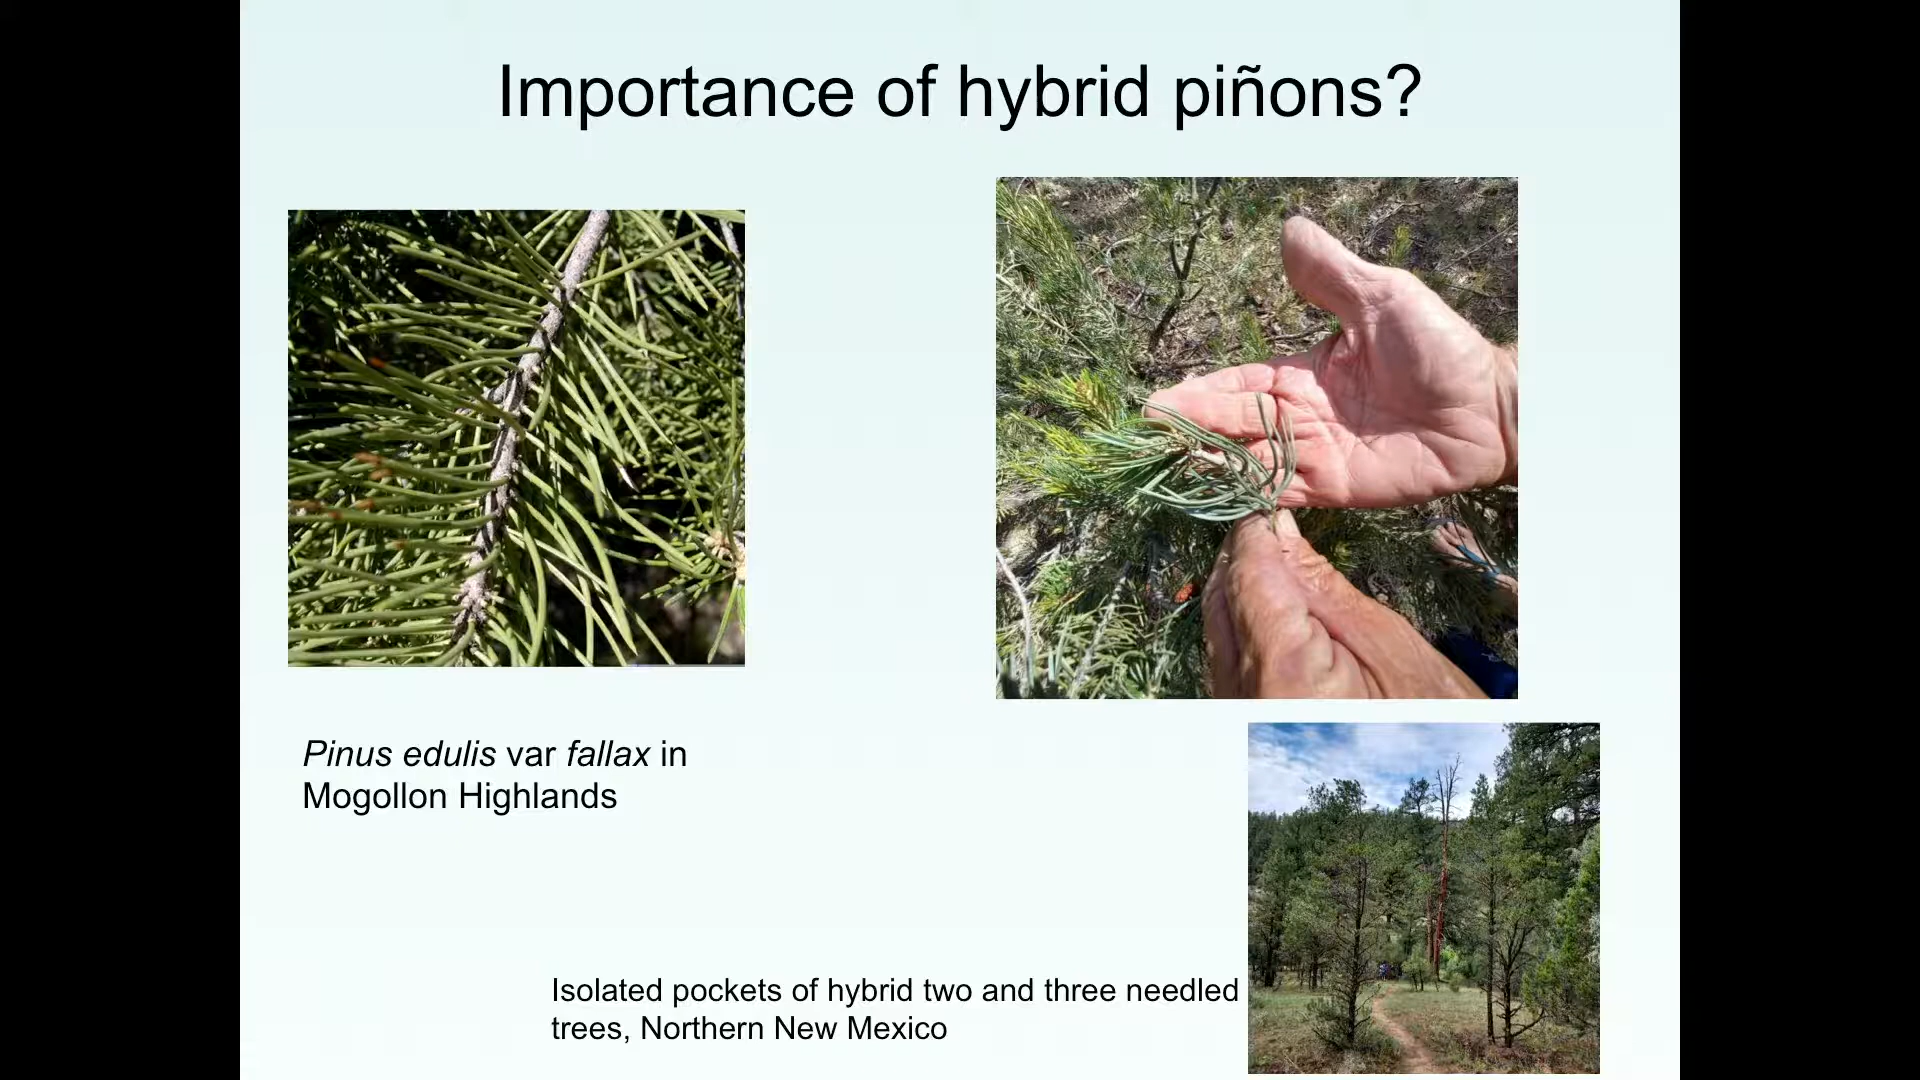 Importance of hybrid piñons?
Pinus edulis var fallax in
Mogollon Highlands
Isolated pockets of hybrid two and three needled
trees, Northern New Mexico